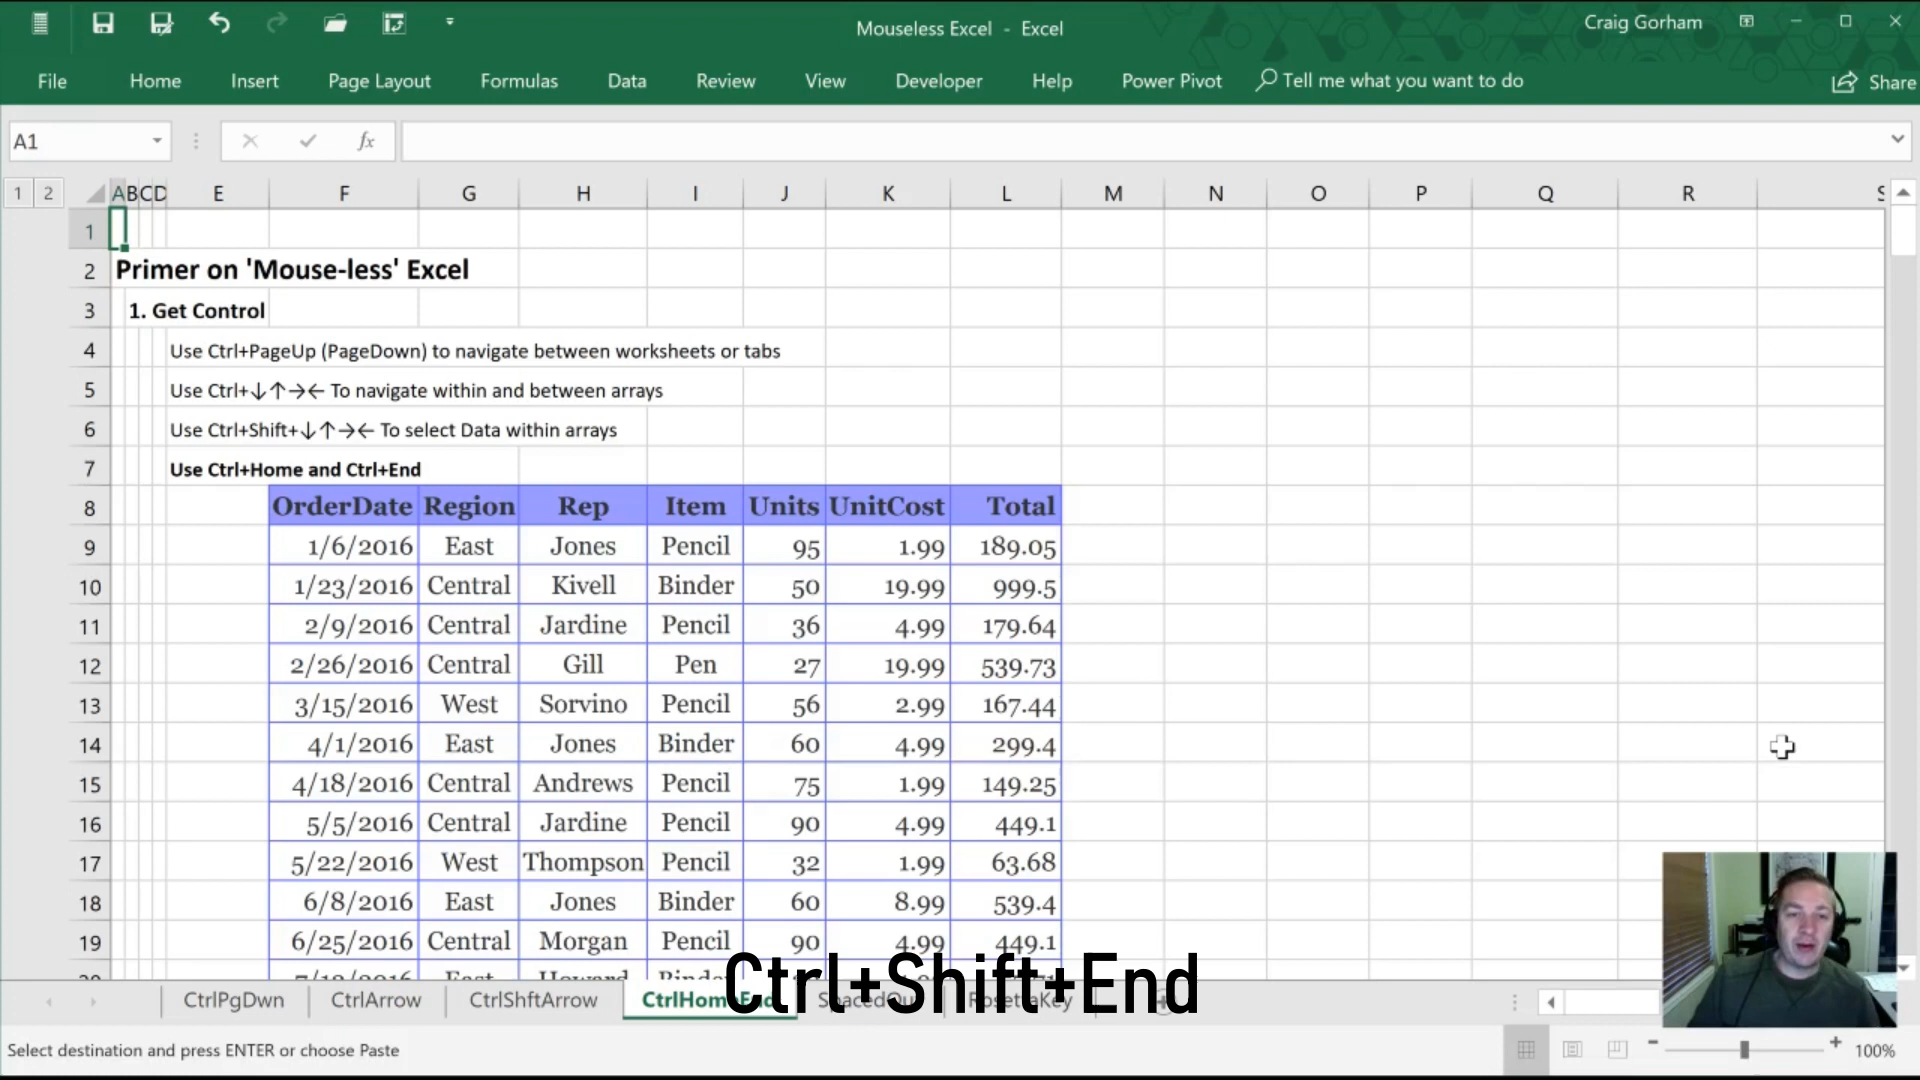 Mouseless Excel - Excel
Craig Gorham
File Home Insert Page Layout Formulas Data Review View Developer Help Power Pivot Tell me what you want to do Share
A1 fx
1 2 A B C D E F G H I J K L M N O P Q R S
1
2 Primer on 'Mouse-less' Excel
3 1. Get Control
4 Use Ctrl+PageUp (PageDown) to navigate between worksheets or tabs
5 Use Ctrl+↓↑→← To navigate within and between arrays
6 Use Ctrl+Shift+↓↑→← To select Data within arrays
7 Use Ctrl+Home and Ctrl+End
8 OrderDate Region Rep Item Units UnitCost Total
9 1/6/2016 East Jones Pencil 95 1.99 189.05
10 1/23/2016 Central Kivell Binder 50 19.99 999.5
11 2/9/2016 Central Jardine Pencil 36 4.99 179.64
12 2/26/2016 Central Gill Pen 27 19.99 539.73
13 3/15/2016 West Sorvino Pencil 56 2.99 167.44
14 4/1/2016 East Jones Binder 60 4.99 299.4
15 4/18/2016 Central Andrews Pencil 75 1.99 149.25
16 5/5/2016 Central Jardine Pencil 90 4.99 449.1
17 5/22/2016 West Thompson Pencil 32 1.99 63.68
18 6/8/2016 East Jones Binder 60 8.99 539.4
19 6/25/2016 Central Morgan Pencil 90 4.99 449.1
Ctrl+Shift+End
CtrlPgDwn CtrlArrow CtrlShftArrow CtrlHomeEnd
Select destination and press ENTER or choose Paste
100%